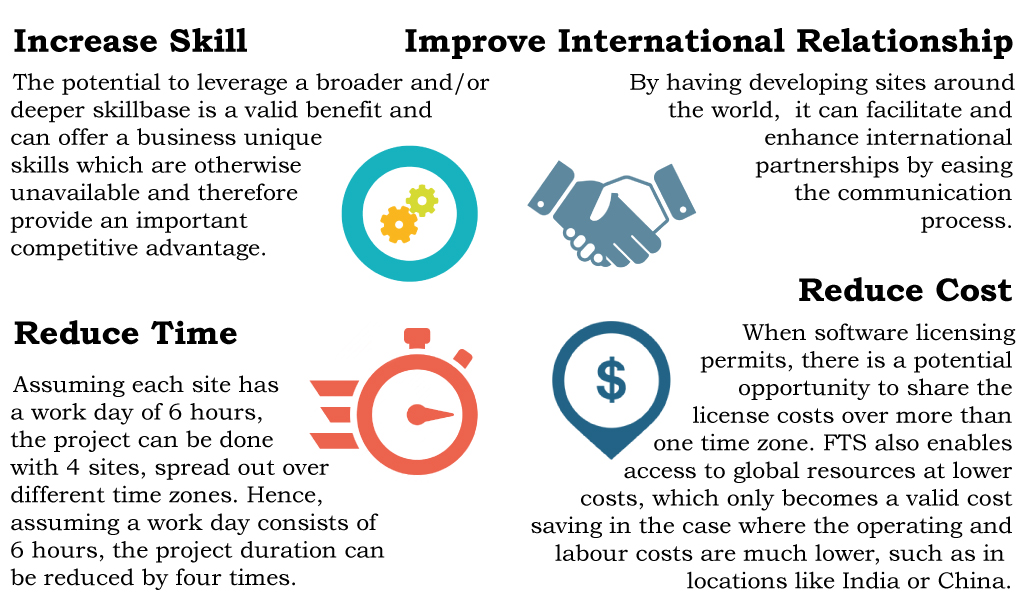 Increase Skill
The potential to leverage a broader and/or
deeper skillbase is a valid benefit and
can offer a business unique
skills which are otherwise
unavailable and therefore
provide an important
competitive advantage.
Improve International Relationship
By having developing sites around
the world, it can facilitate and
enhance international
partnerships by easing
the communication
process.
Reduce Time
Assuming each site has
a work day of 6 hours,
the project can be done
with 4 sites, spread out over
different time zones. Hence,
assuming a work day consists of
6 hours, the project duration can
be reduced by four times.
Reduce Cost
When software licensing
permits, there is a potential
opportunity to share the
license costs over more than
one time zone. FTS also enables
access to global resources at lower
costs, which only becomes a valid cost
saving in the case where the operating and
labour costs are much lower, such as in
locations like India or China.
$